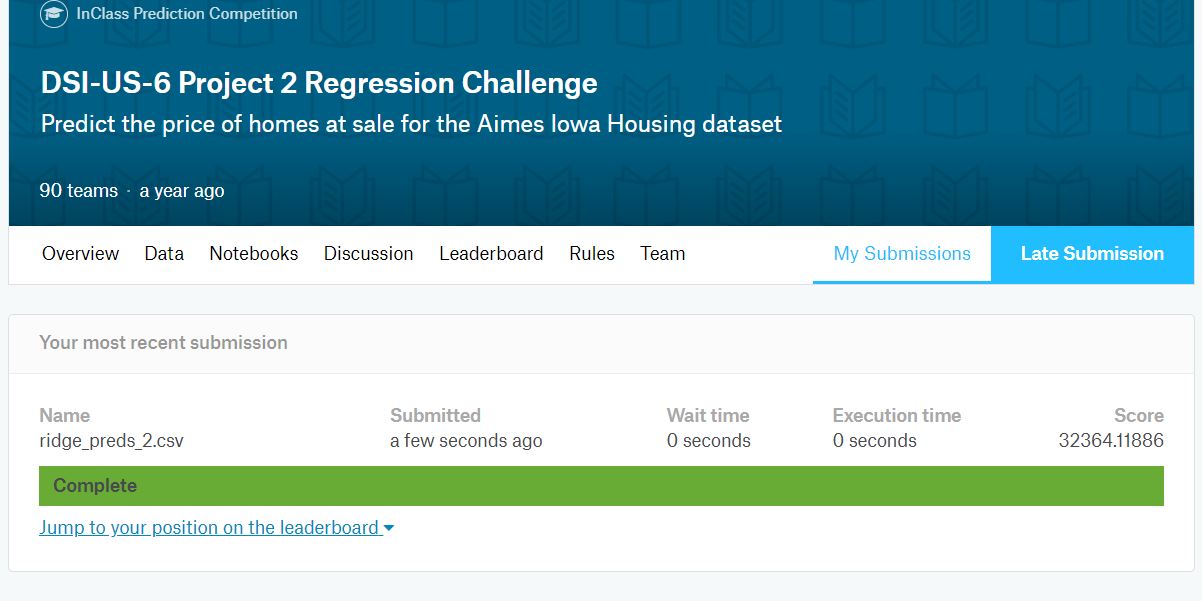 InClass Prediction Competition
DSI-US-6 Project 2 Regression Challenge
Predict the price of homes at sale for the Aimes Iowa Housing dataset
90 teams · a year ago
Overview Data Notebooks Discussion Leaderboard Rules Team My Submissions Late Submission
Your most recent submission
Name Submitted Wait time Execution time Score
ridge_preds_2.csv a few seconds ago 0 seconds 0 seconds 32364.11886
Complete
Jump to your position on the leaderboard